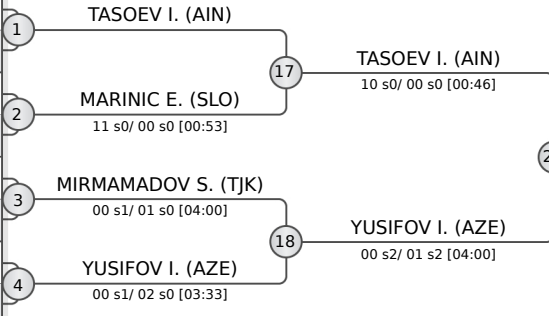 1
TASOEV I. (AIN)
17
TASOEV I. (AIN)
10 s0/ 00 s0 [00:46]
2
MARINIC E. (SLO)
11 s0/ 00 s0 [00:53]
3
MIRMAMADOV S. (TJK)
00 s1/ 01 s0 [04:00]
18
YUSIFOV I. (AZE)
00 s2/ 01 s2 [04:00]
4
YUSIFOV I. (AZE)
00 s1/ 02 s0 [03:33]